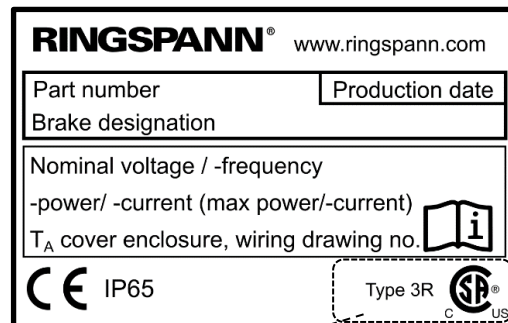 RINGSPANN® www.ringspann.com
Part number Production date
Brake designation
Nominal voltage / -frequency
-power/ -current (max power/-current)
TA cover enclosure, wiring drawing no. i
CE IP65 Type 3R SA ®
C US